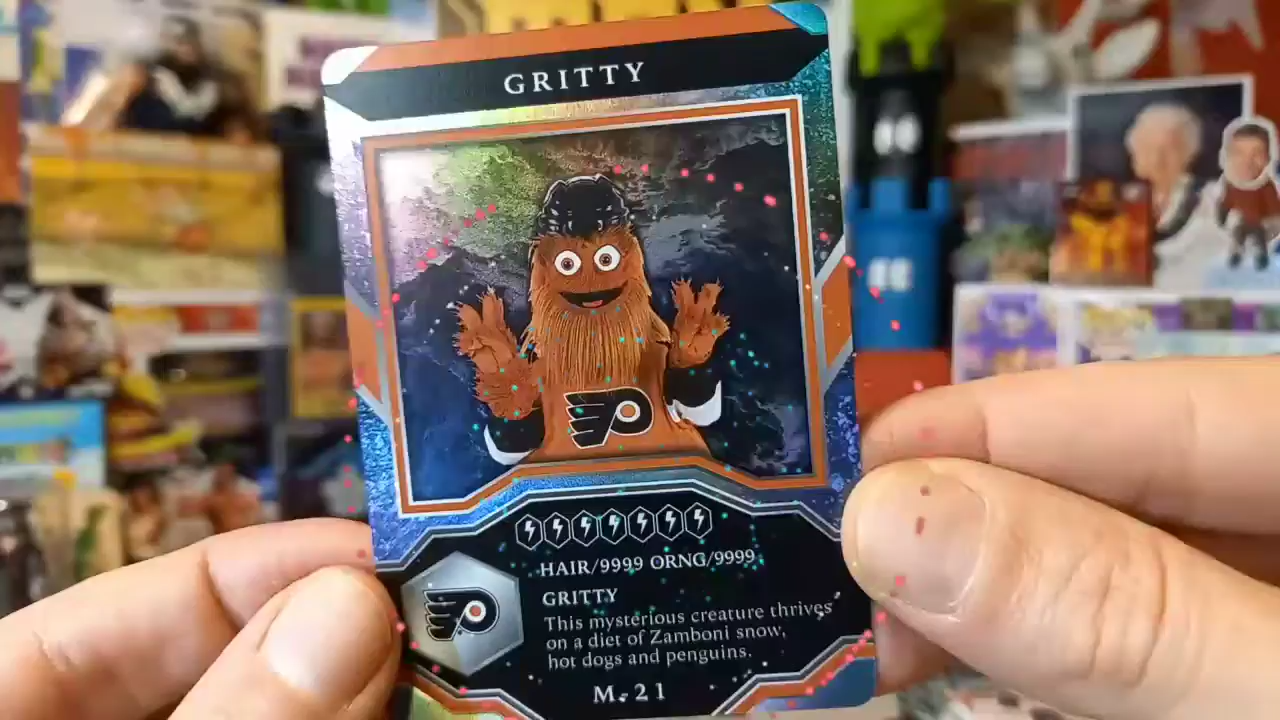 GRITTY
HAIR/9999 ORNG/9999
GRITTY
This mysterious creature thrives
on a diet of Zamboni snow,
hot dogs and penguins.
M-21